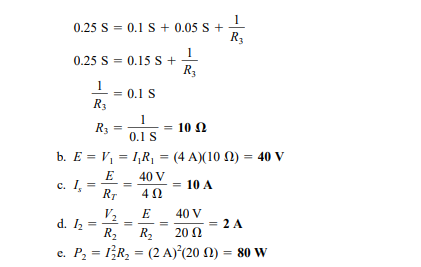 0.25 S = 0.1 S + 0.05 S + 1/R₃
0.25 S = 0.15 S + 1/R₃
1/R₃ = 0.1 S
R₃ = 1/0.1 S = 10 Ω
b. E = V₁ = I₁R₁ = (4 A)(10 Ω) = 40 V
c. Iₛ = E/R_T = 40 V/4 Ω = 10 A
d. I₂ = V₂/R₂ = E/R₂ = 40 V/20 Ω = 2 A
e. P₂ = I₂²R₂ = (2 A)²(20 Ω) = 80 W